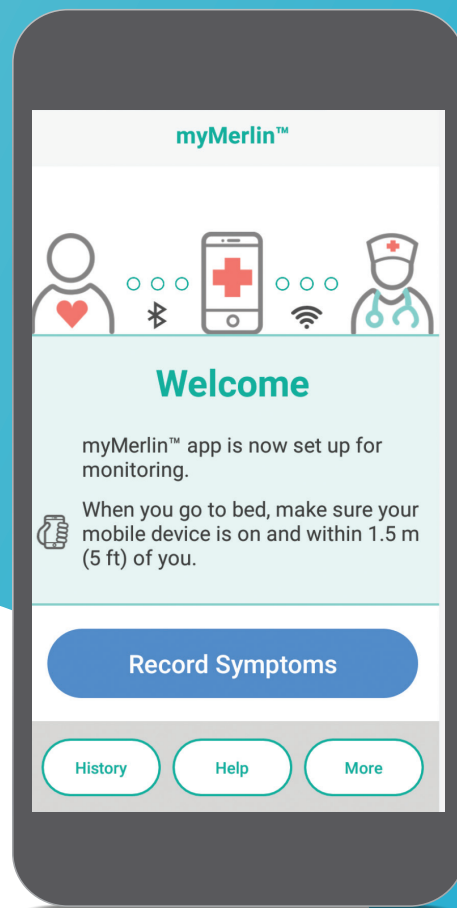 myMerlin™
Welcome
myMerlin™ app is now set up for
monitoring.
When you go to bed, make sure your
mobile device is on and within 1.5 m
(5 ft) of you.
Record Symptoms
History Help More